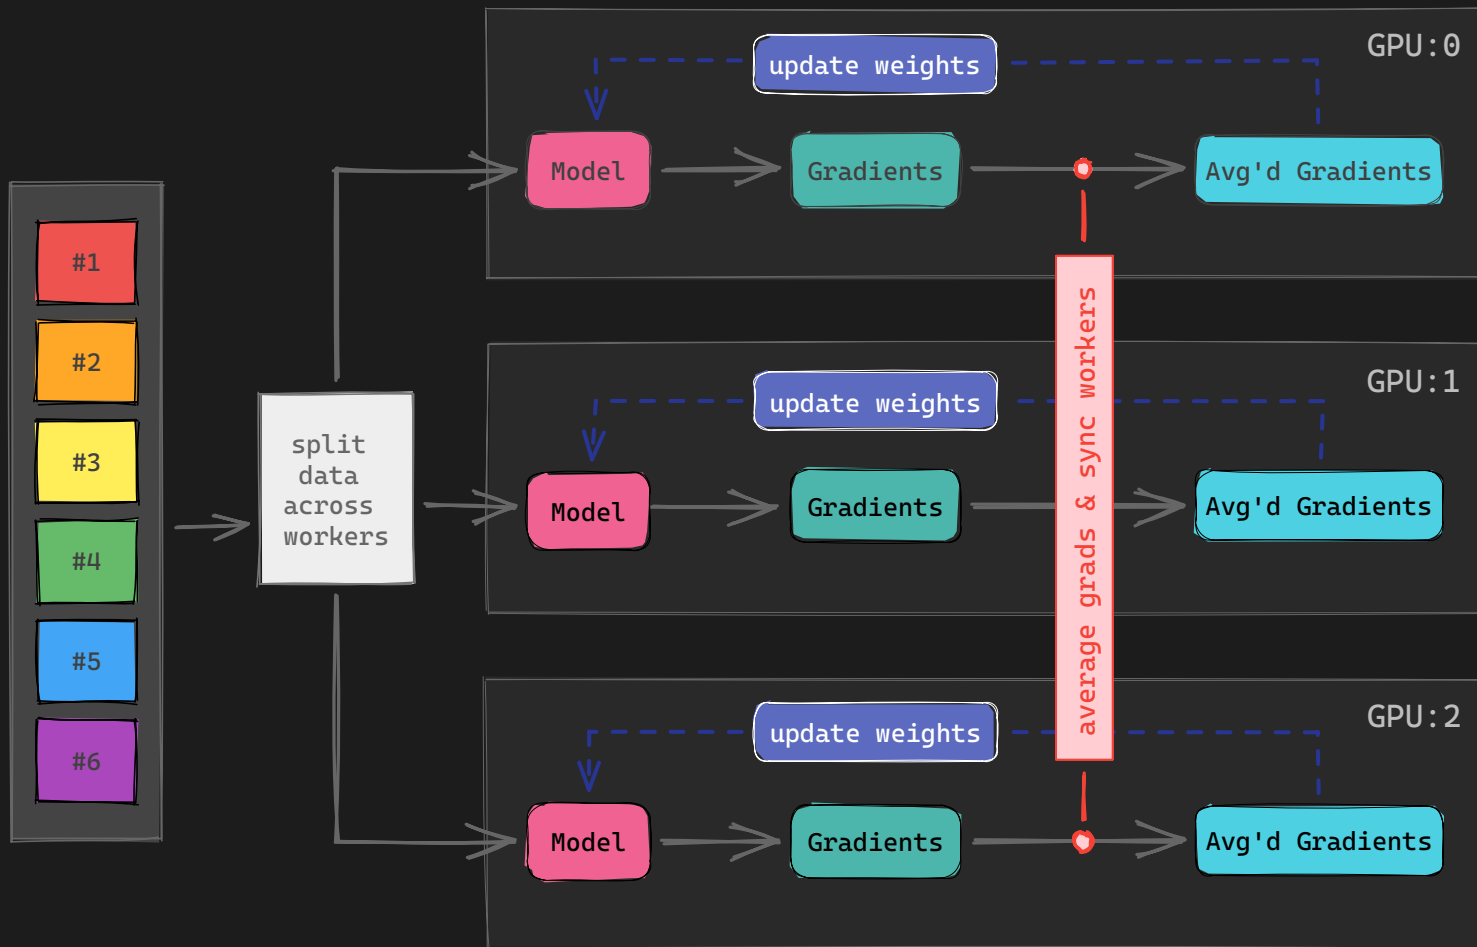 #1
#2
#3
#4
#5
#6
split
data
across
workers
GPU:0
update weights
Model
Gradients
Avg'd Gradients
average grads & sync workers
GPU:1
update weights
Model
Gradients
Avg'd Gradients
GPU:2
update weights
Model
Gradients
Avg'd Gradients